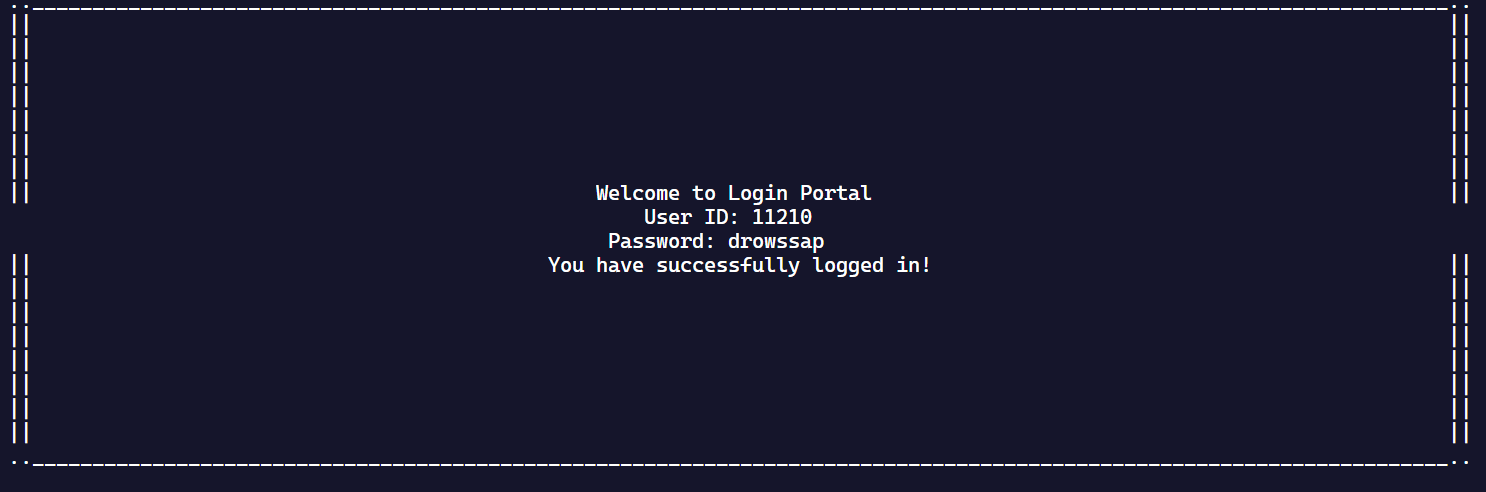 Welcome to Login Portal
User ID: 11210
Password: drowssap
You have successfully logged in!